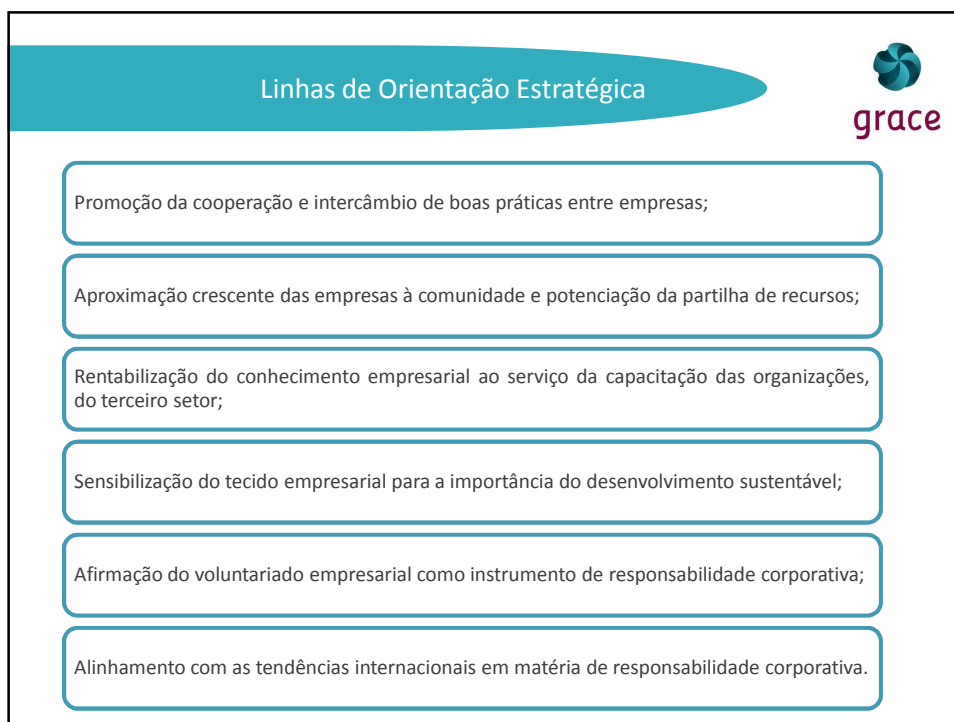 Linhas de Orientação Estratégica
grace
Promoção da cooperação e intercâmbio de boas práticas entre empresas;
Aproximação crescente das empresas à comunidade e potenciação da partilha de recursos;
Rentabilização do conhecimento empresarial ao serviço da capacitação das organizações,
do terceiro setor;
Sensibilização do tecido empresarial para a importância do desenvolvimento sustentável;
Afirmação do voluntariado empresarial como instrumento de responsabilidade corporativa;
Alinhamento com as tendências internacionais em matéria de responsabilidade corporativa.